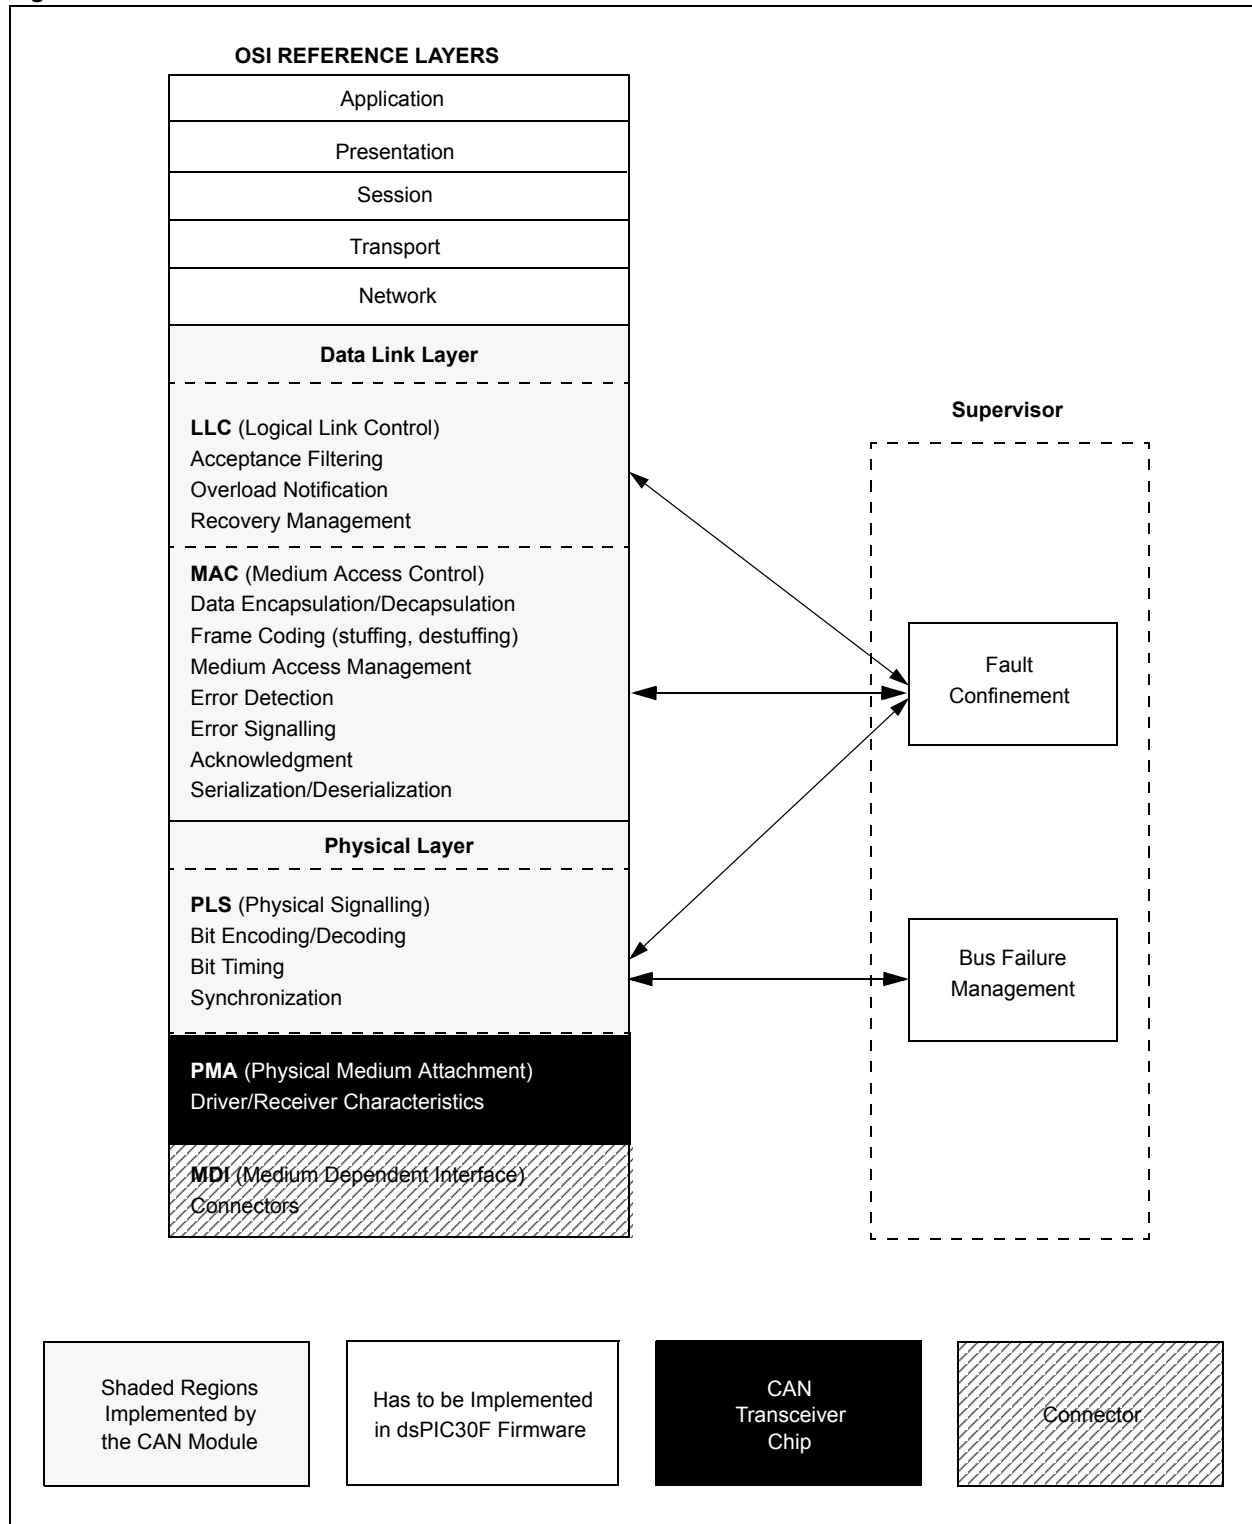 OSI REFERENCE LAYERS
Application
Presentation
Session
Transport
Network
Data Link Layer
LLC (Logical Link Control)
Acceptance Filtering
Overload Notification
Recovery Management
MAC (Medium Access Control)
Data Encapsulation/Decapsulation
Frame Coding (stuffing, destuffing)
Medium Access Management
Error Detection
Error Signalling
Acknowledgment
Serialization/Deserialization
Physical Layer
PLS (Physical Signalling)
Bit Encoding/Decoding
Bit Timing
Synchronization
PMA (Physical Medium Attachment)
Driver/Receiver Characteristics
MDI (Medium Dependent Interface)
Connectors
Supervisor
Fault
Confinement
Bus Failure
Management
Shaded Regions
Implemented by
the CAN Module
Has to be Implemented
in dsPIC30F Firmware
CAN
Transceiver
Chip
Connector